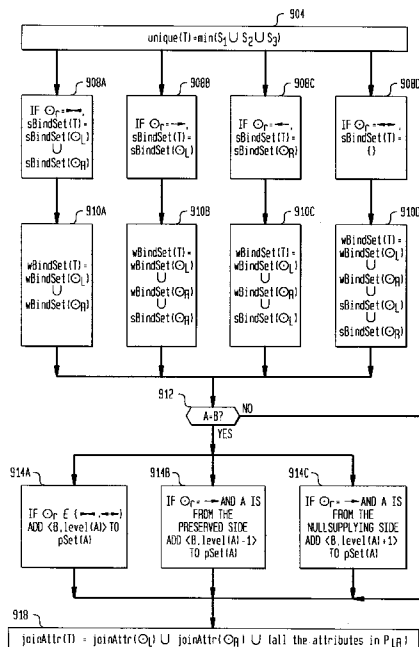 904
unique(T)=min(S1 ∪ S2 ∪ S3)
908A
908B
908C
908D
IF ⊙r=▸◂,
sBindSet(T)=
sBindSet(⊙L)
∪
sBindSet(⊙R)
IF ⊙r=→,
sBindSet(T)=
sBindSet(⊙L)
IF ⊙r=←,
sBindSet(T)=
sBindSet(⊙R)
IF ⊙r=↔,
sBindSet(T)=
{}
910A
910B
910C
910D
wBindSet(T)=
wBindSet(⊙L)
∪
wBindSet(⊙R)
wBindSet(T)=
wBindSet(⊙L)
∪
wBindSet(⊙R)
∪
sBindSet(⊙R)
wBindSet(T)=
wBindSet(⊙L)
∪
wBindSet(⊙R)
∪
sBindSet(⊙L)
wBindSet(T)=
wBindSet(⊙L)
∪
wBindSet(⊙R)
∪
sBindSet(⊙L)
∪
sBindSet(⊙R)
912
A=B?
NO
YES
914A
914B
914C
IF ⊙r ∈ {▸◂,↔}
ADD <B,level(A)> TO
pSet(A)
IF ⊙r= → AND A IS
FROM THE
PRESERVED SIDE
ADD <B,level(A)-1>
TO pSet(A)
IF ⊙r= → AND A IS
FROM THE
NULLSUPPLYING SIDE
ADD <B,level(A)+1>
TO pSet(A)
918
joinAttr(T) = joinAttr(⊙L) ∪ joinAttr(⊙R) ∪ (all the attributes in PLR)